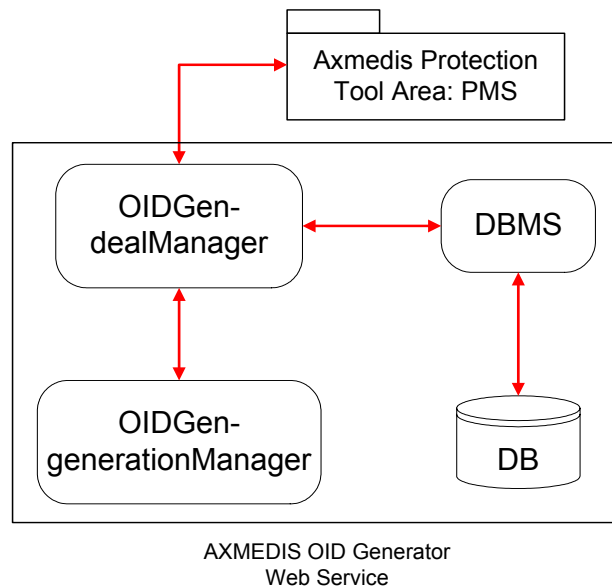 Axmedis Protection
Tool Area: PMS
OIDGen-
dealManager
DBMS
OIDGen-
generationManager
DB
AXMEDIS OID Generator
Web Service